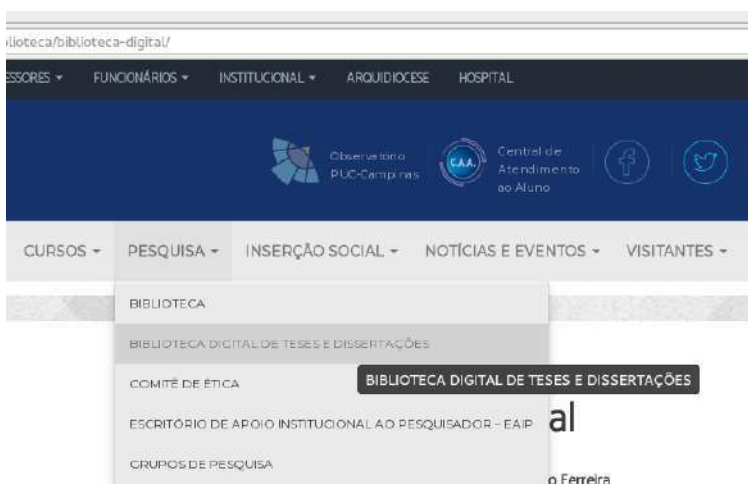 lioteca/biblioteca-digital/
ESSORES FUNCIONÁRIOS INSTITUCIONAL ARQUIDIOCESE HOSPITAL
Observatório
PUC-Campinas
C.A.A.
Central de
Atendimento
ao Aluno
CURSOS PESQUISA INSERÇÃO SOCIAL NOTÍCIAS E EVENTOS VISITANTES
BIBLIOTECA
BIBLIOTECA DIGITAL DE TESES E DISSERTAÇÕES
COMITÊ DE ÉTICA
BIBLIOTECA DIGITAL DE TESES E DISSERTAÇÕES
ESCRITÓRIO DE APOIO INSTITUCIONAL AO PESQUISADOR – EAIP
al
GRUPOS DE PESQUISA
o Ferreira